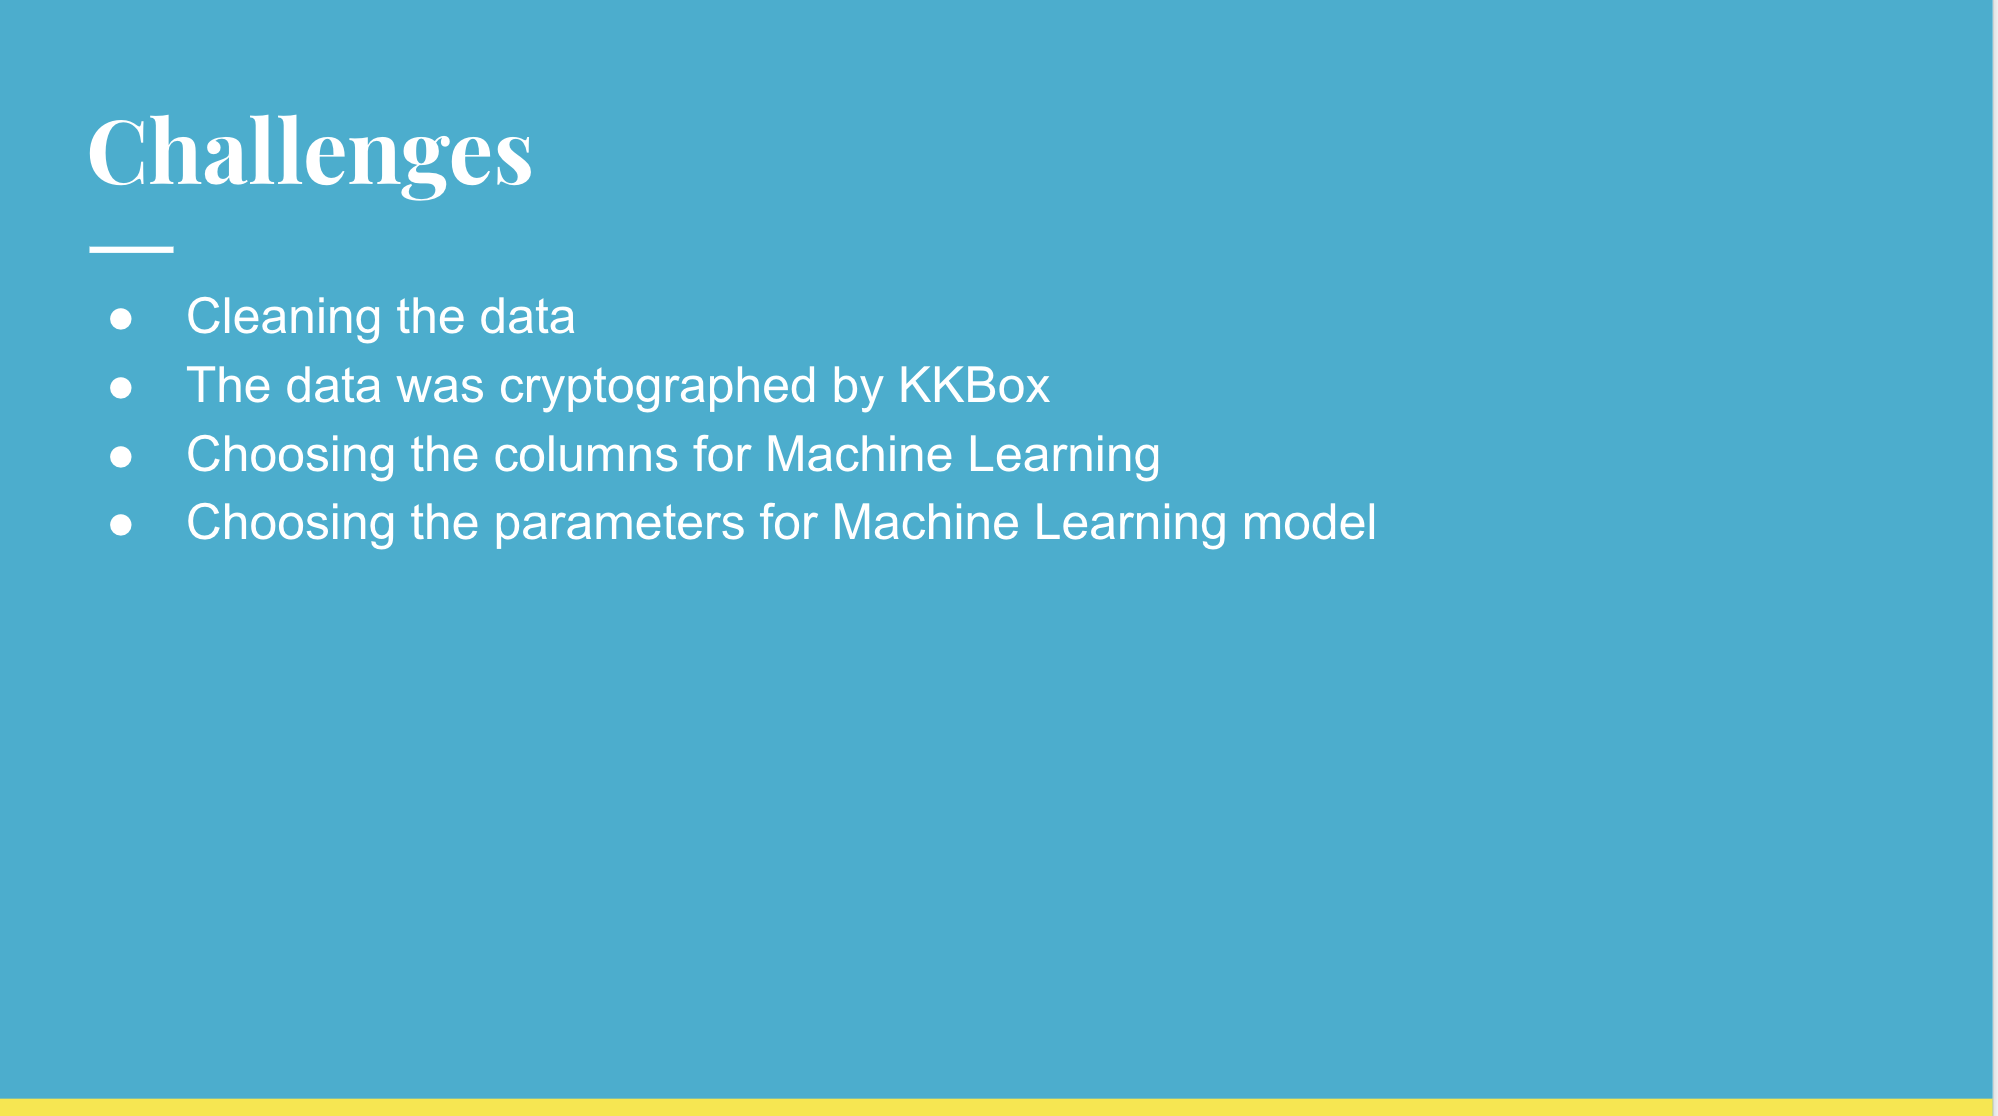 Challenges
● Cleaning the data
● The data was cryptographed by KKBox
● Choosing the columns for Machine Learning
● Choosing the parameters for Machine Learning model